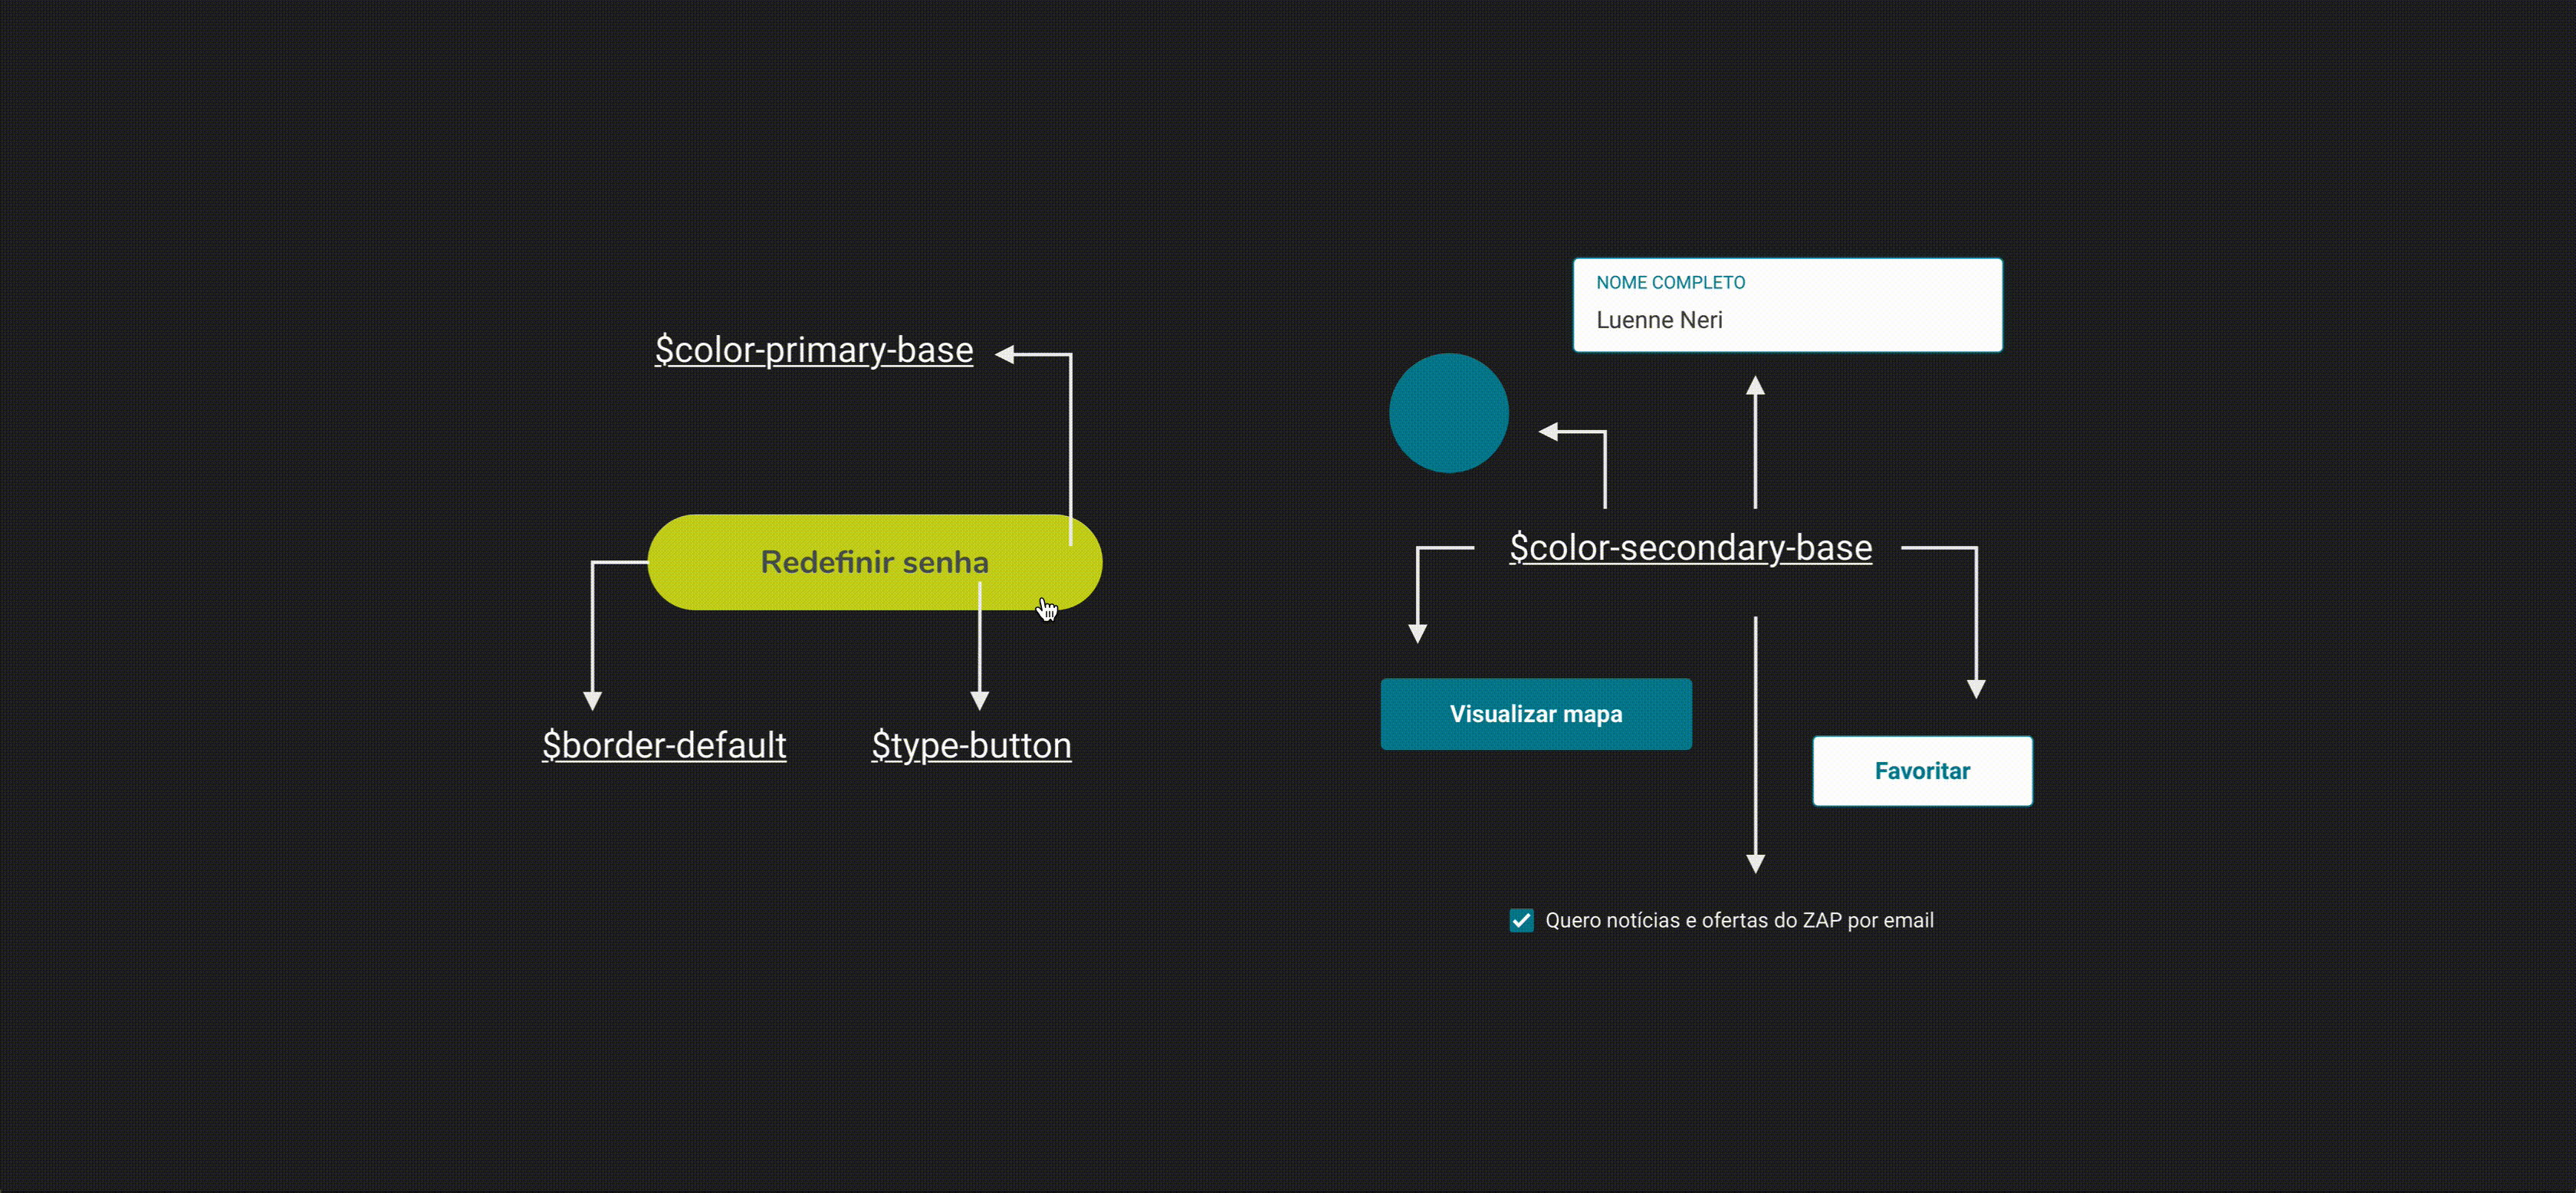 $color-primary-base
Redefinir senha
$border-default
$type-button
NOME COMPLETO
Luenne Neri
$color-secondary-base
Visualizar mapa
Favoritar
Quero notícias e ofertas do ZAP por email